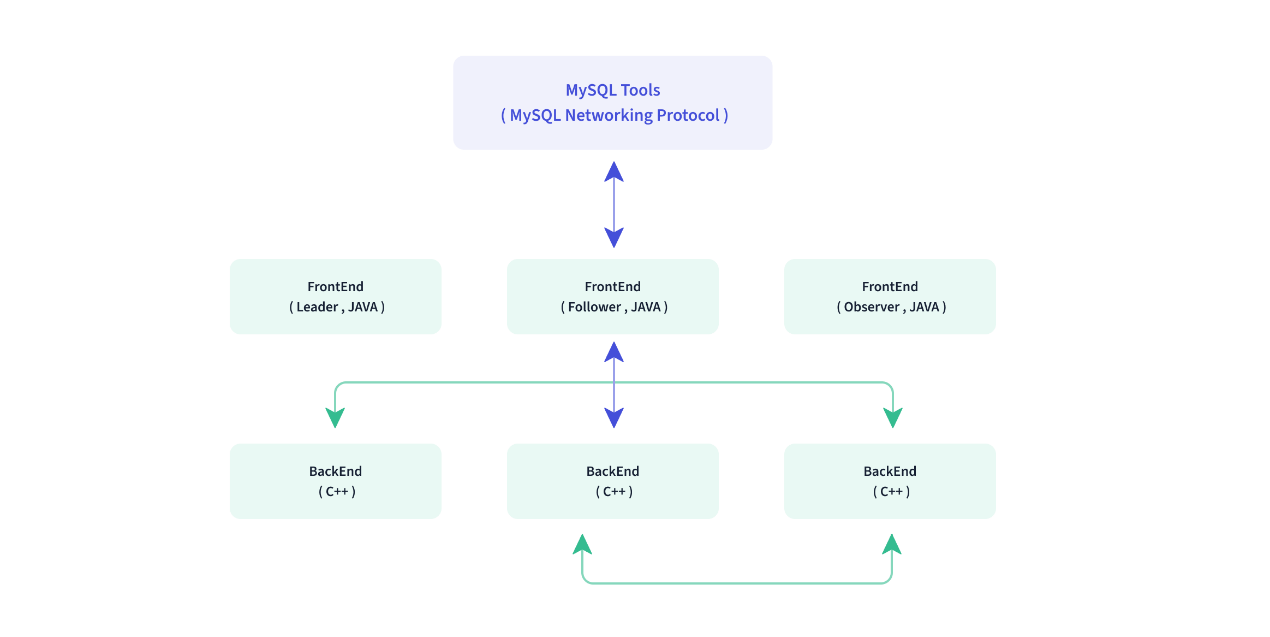 MySQL Tools
( MySQL Networking Protocol )
FrontEnd
( Leader , JAVA )
FrontEnd
( Follower , JAVA )
FrontEnd
( Observer , JAVA )
BackEnd
( C++ )
BackEnd
( C++ )
BackEnd
( C++ )